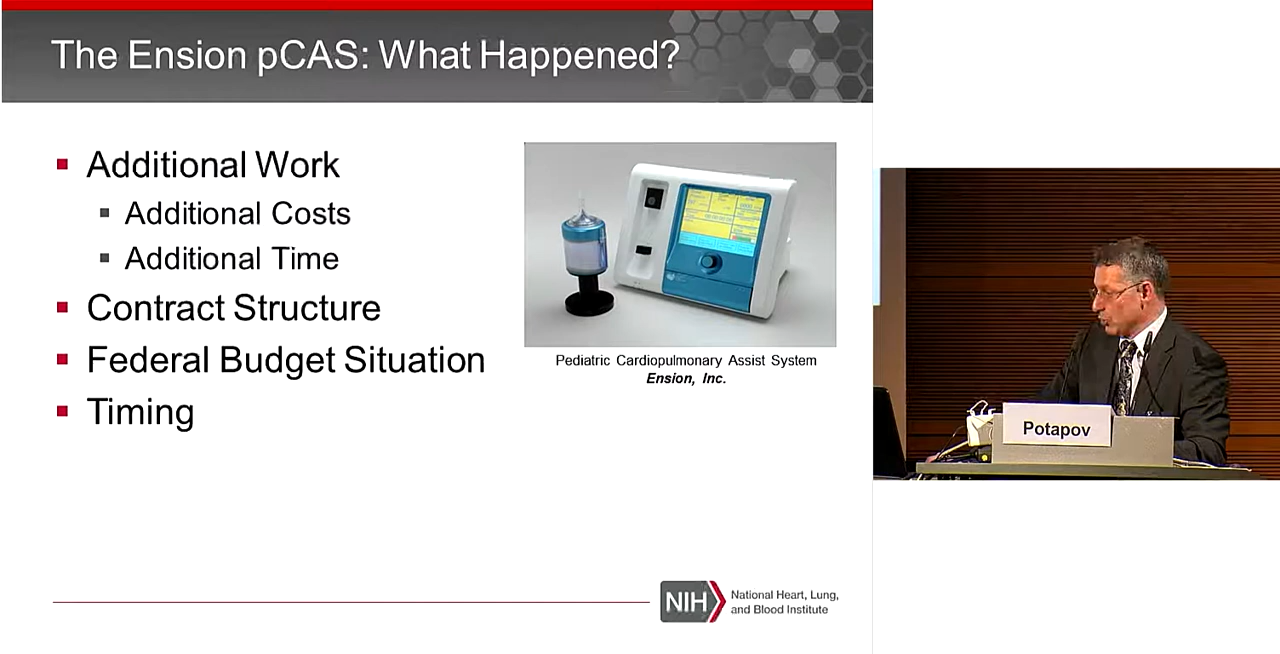 The Ension pCAS: What Happened?
Additional Work
Additional Costs
Additional Time
Contract Structure
Federal Budget Situation
Timing
Pediatric Cardiopulmonary Assist System
Ension, Inc.
Potapov
NIH
National Heart, Lung,
and Blood Institute